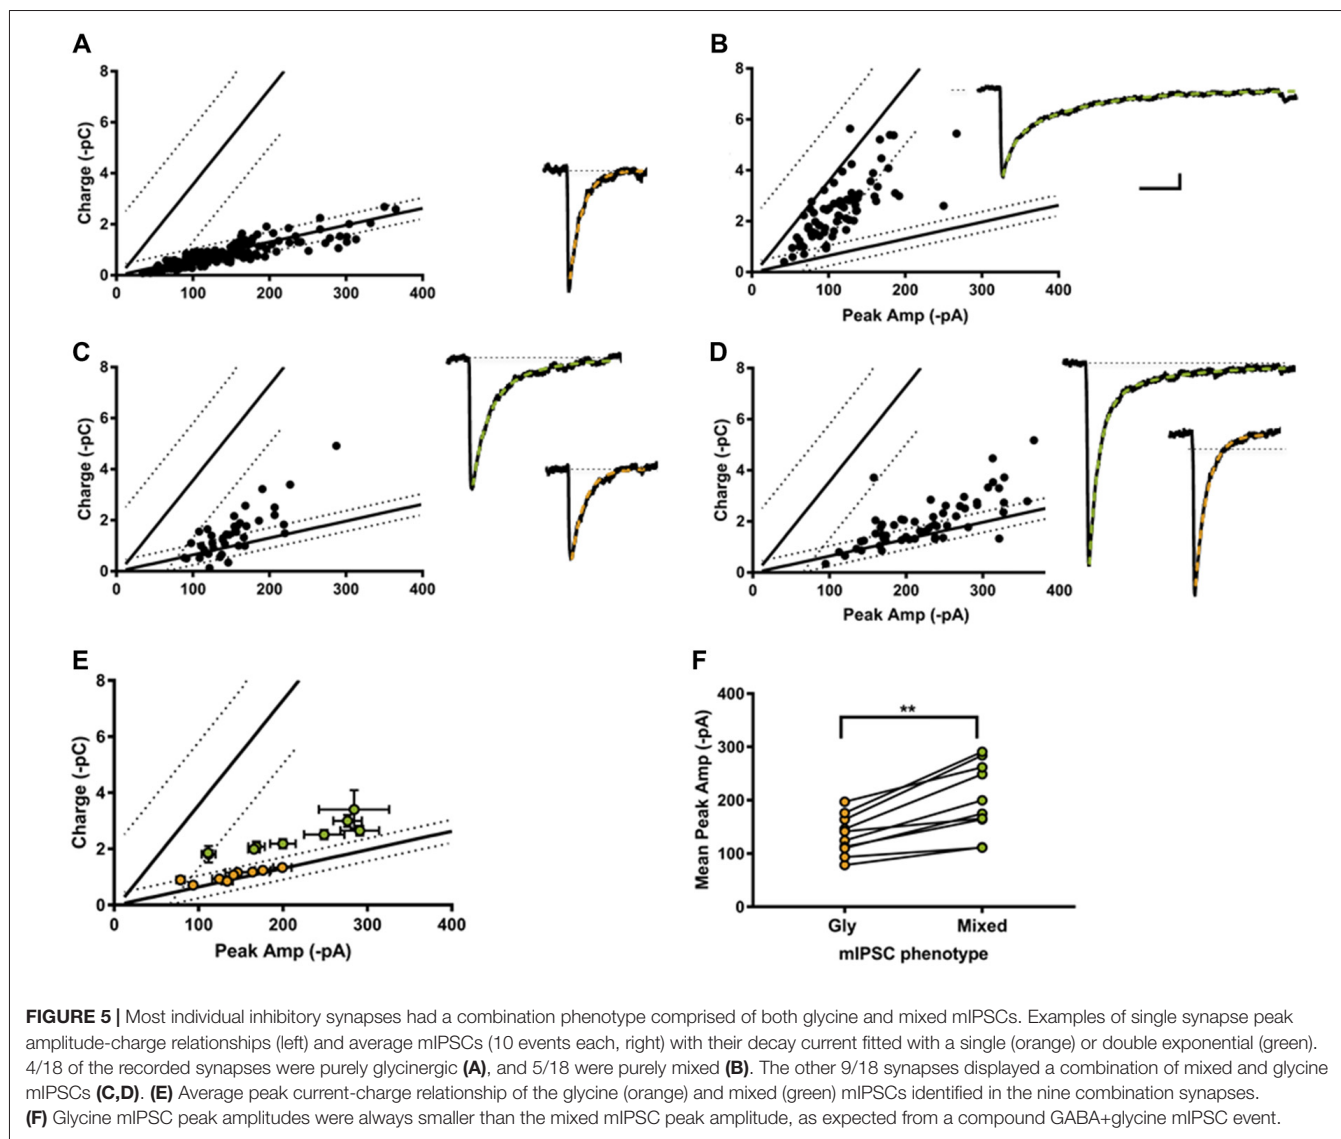 A
8
6
4
2
0
Charge (-pC)
0
100
200
300
400
B
8
6
4
2
0
0
100
200
300
400
Peak Amp (-pA)
C
8
6
4
2
0
Charge (-pC)
0
100
200
300
400
D
8
6
4
2
0
Charge (-pC)
0
100
200
300
400
Peak Amp (-pA)
E
8
6
4
2
0
Charge (-pC)
100
200
300
400
Peak Amp (-pA)
F
400
300
200
100
0
Mean Peak Amp (-pA)
**
Gly
Mixed
mIPSC phenotype
FIGURE 5 | Most individual inhibitory synapses had a combination phenotype comprised of both glycine and mixed mIPSCs. Examples of single synapse peak
amplitude-charge relationships (left) and average mIPSCs (10 events each, right) with their decay current fitted with a single (orange) or double exponential (green).
4/18 of the recorded synapses were purely glycinergic (A), and 5/18 were purely mixed (B). The other 9/18 synapses displayed a combination of mixed and glycine
mIPSCs (C,D). (E) Average peak current-charge relationship of the glycine (orange) and mixed (green) mIPSCs identified in the nine combination synapses.
(F) Glycine mIPSC peak amplitudes were always smaller than the mixed mIPSC peak amplitude, as expected from a compound GABA+glycine mIPSC event.